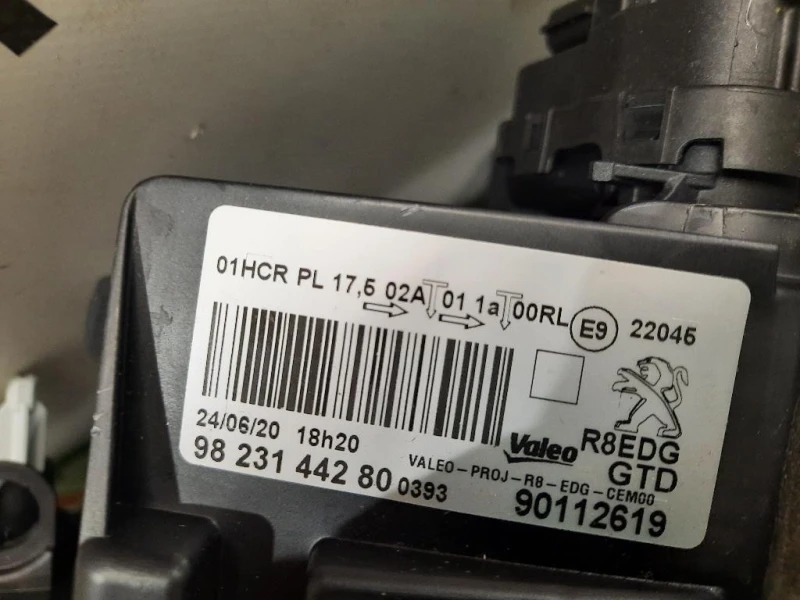 01HCR PL 17,5 02A 01 1a 00RL E9 22045
24/06/20 18h20
Valeo
R8EDG
GTD
98 231 442 80 0393
VALEO-PROJ-R8-EDG-CEM00
90112619